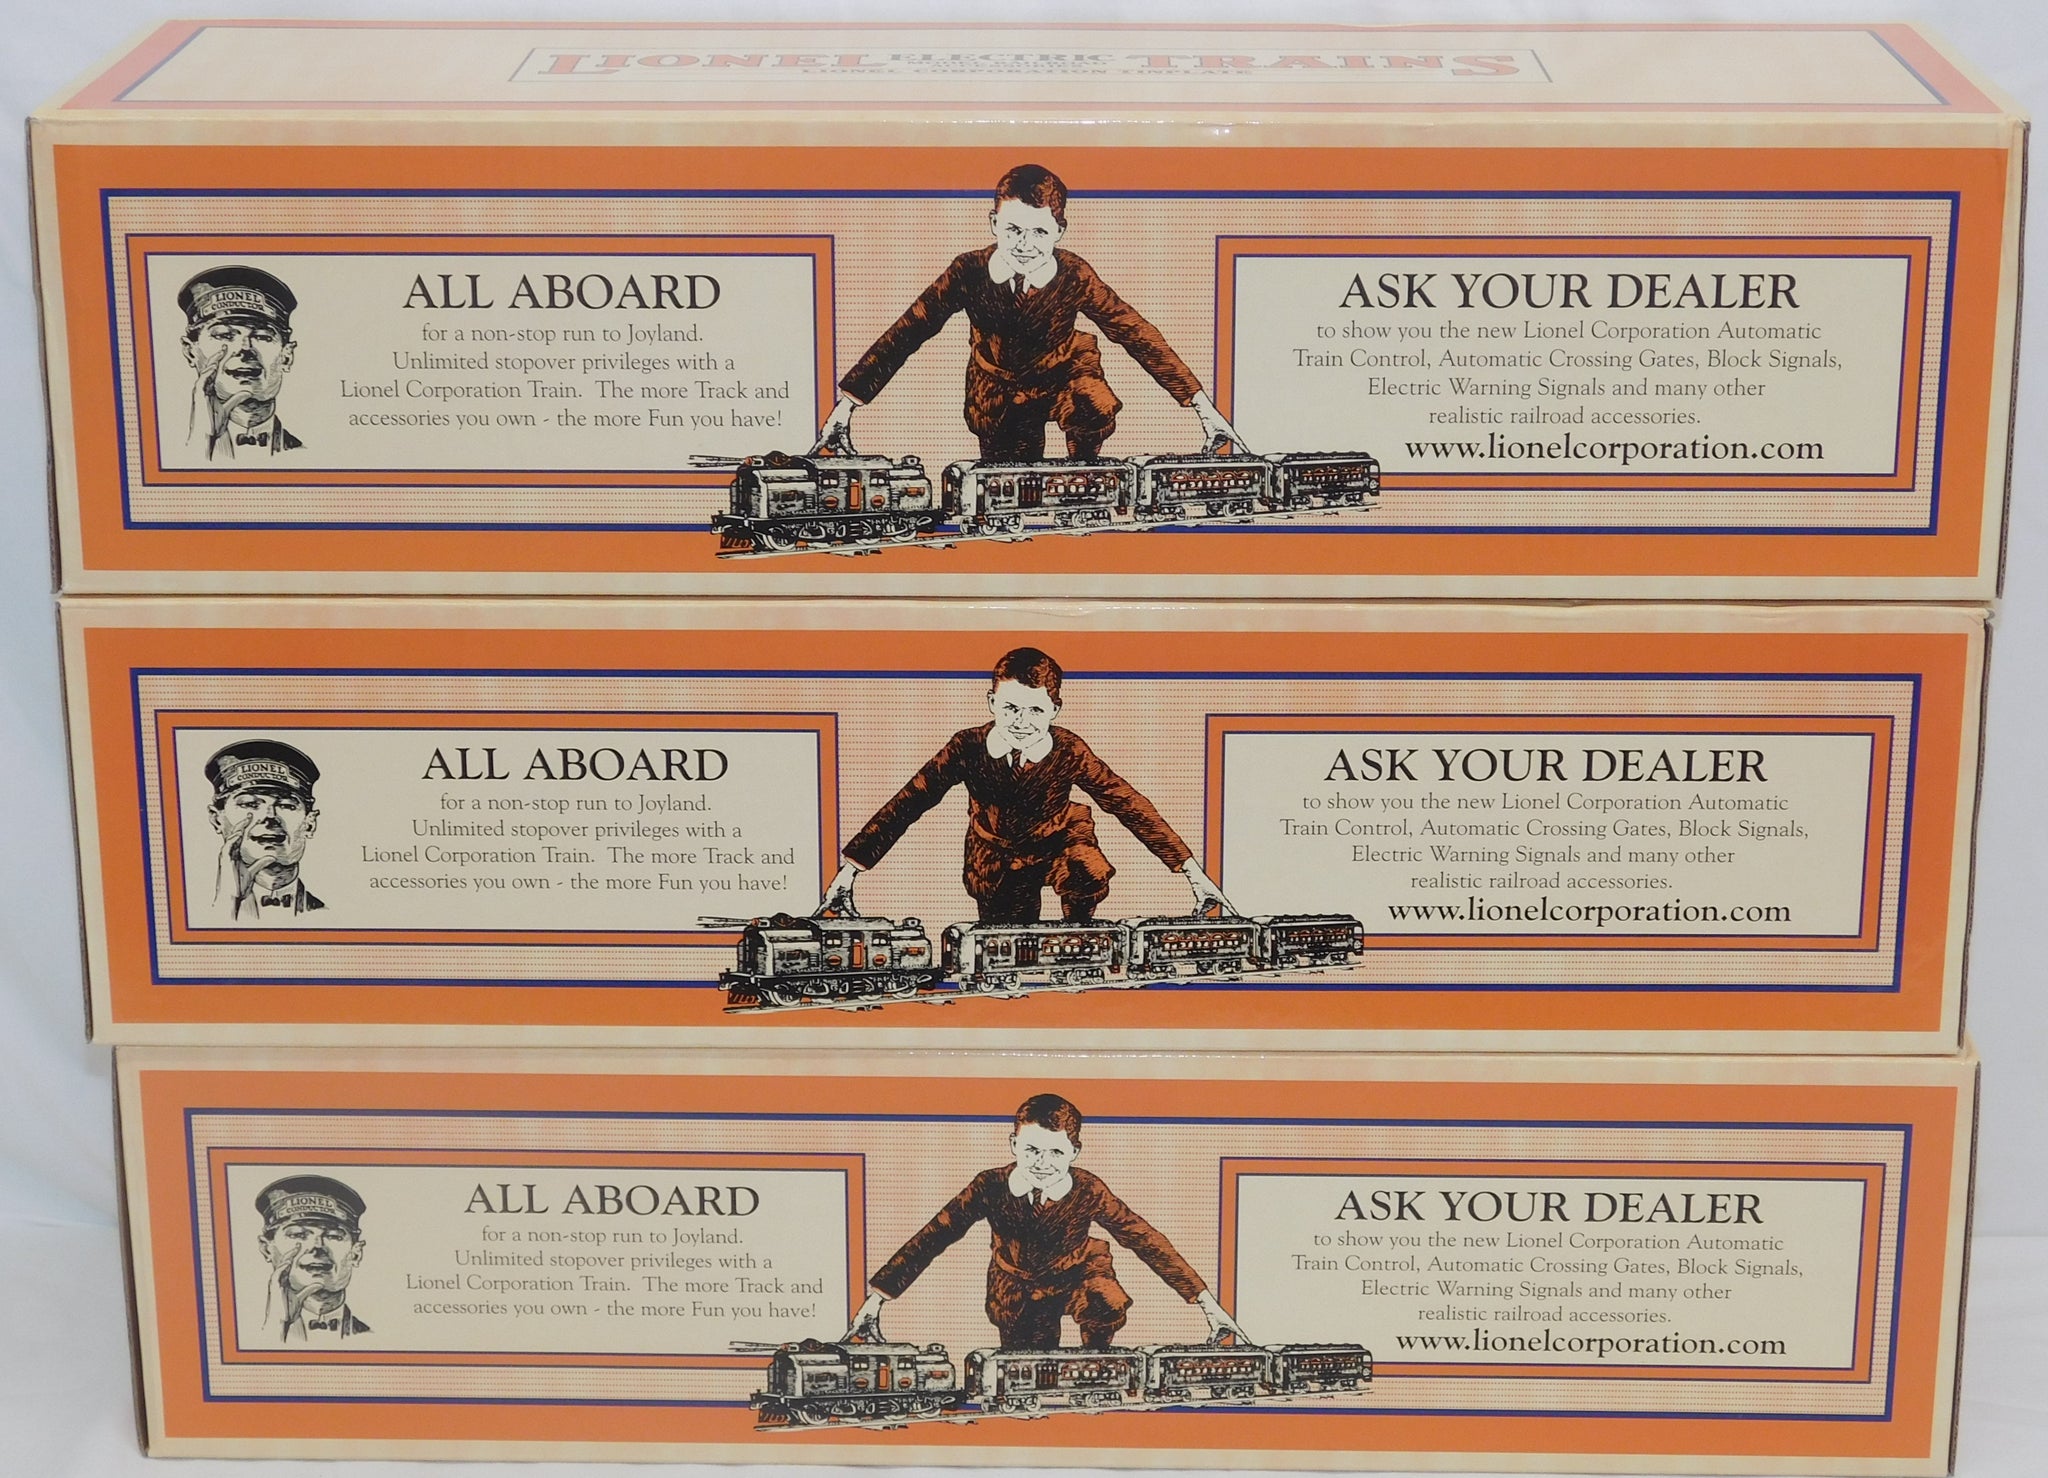 LIONEL ELECTRIC TRAINS
MODEL RAILROAD
LIONEL CORPORATION TINPLATE
LIONEL
CONDUCTOR
ALL ABOARD
for a non-stop run to Joyland.
Unlimited stopover privileges with a
Lionel Corporation Train. The more Track and
accessories you own - the more Fun you have!
ASK YOUR DEALER
to show you the new Lionel Corporation Automatic
Train Control, Automatic Crossing Gates, Block Signals,
Electric Warning Signals and many other
realistic railroad accessories.
www.lionelcorporation.com
LIONEL
CONDUCTOR
ALL ABOARD
for a non-stop run to Joyland.
Unlimited stopover privileges with a
Lionel Corporation Train. The more Track and
accessories you own - the more Fun you have!
ASK YOUR DEALER
to show you the new Lionel Corporation Automatic
Train Control, Automatic Crossing Gates, Block Signals,
Electric Warning Signals and many other
realistic railroad accessories.
www.lionelcorporation.com
LIONEL
CONDUCTOR
ALL ABOARD
for a non-stop run to Joyland.
Unlimited stopover privileges with a
Lionel Corporation Train. The more Track and
accessories you own - the more Fun you have!
ASK YOUR DEALER
to show you the new Lionel Corporation Automatic
Train Control, Automatic Crossing Gates, Block Signals,
Electric Warning Signals and many other
realistic railroad accessories.
www.lionelcorporation.com